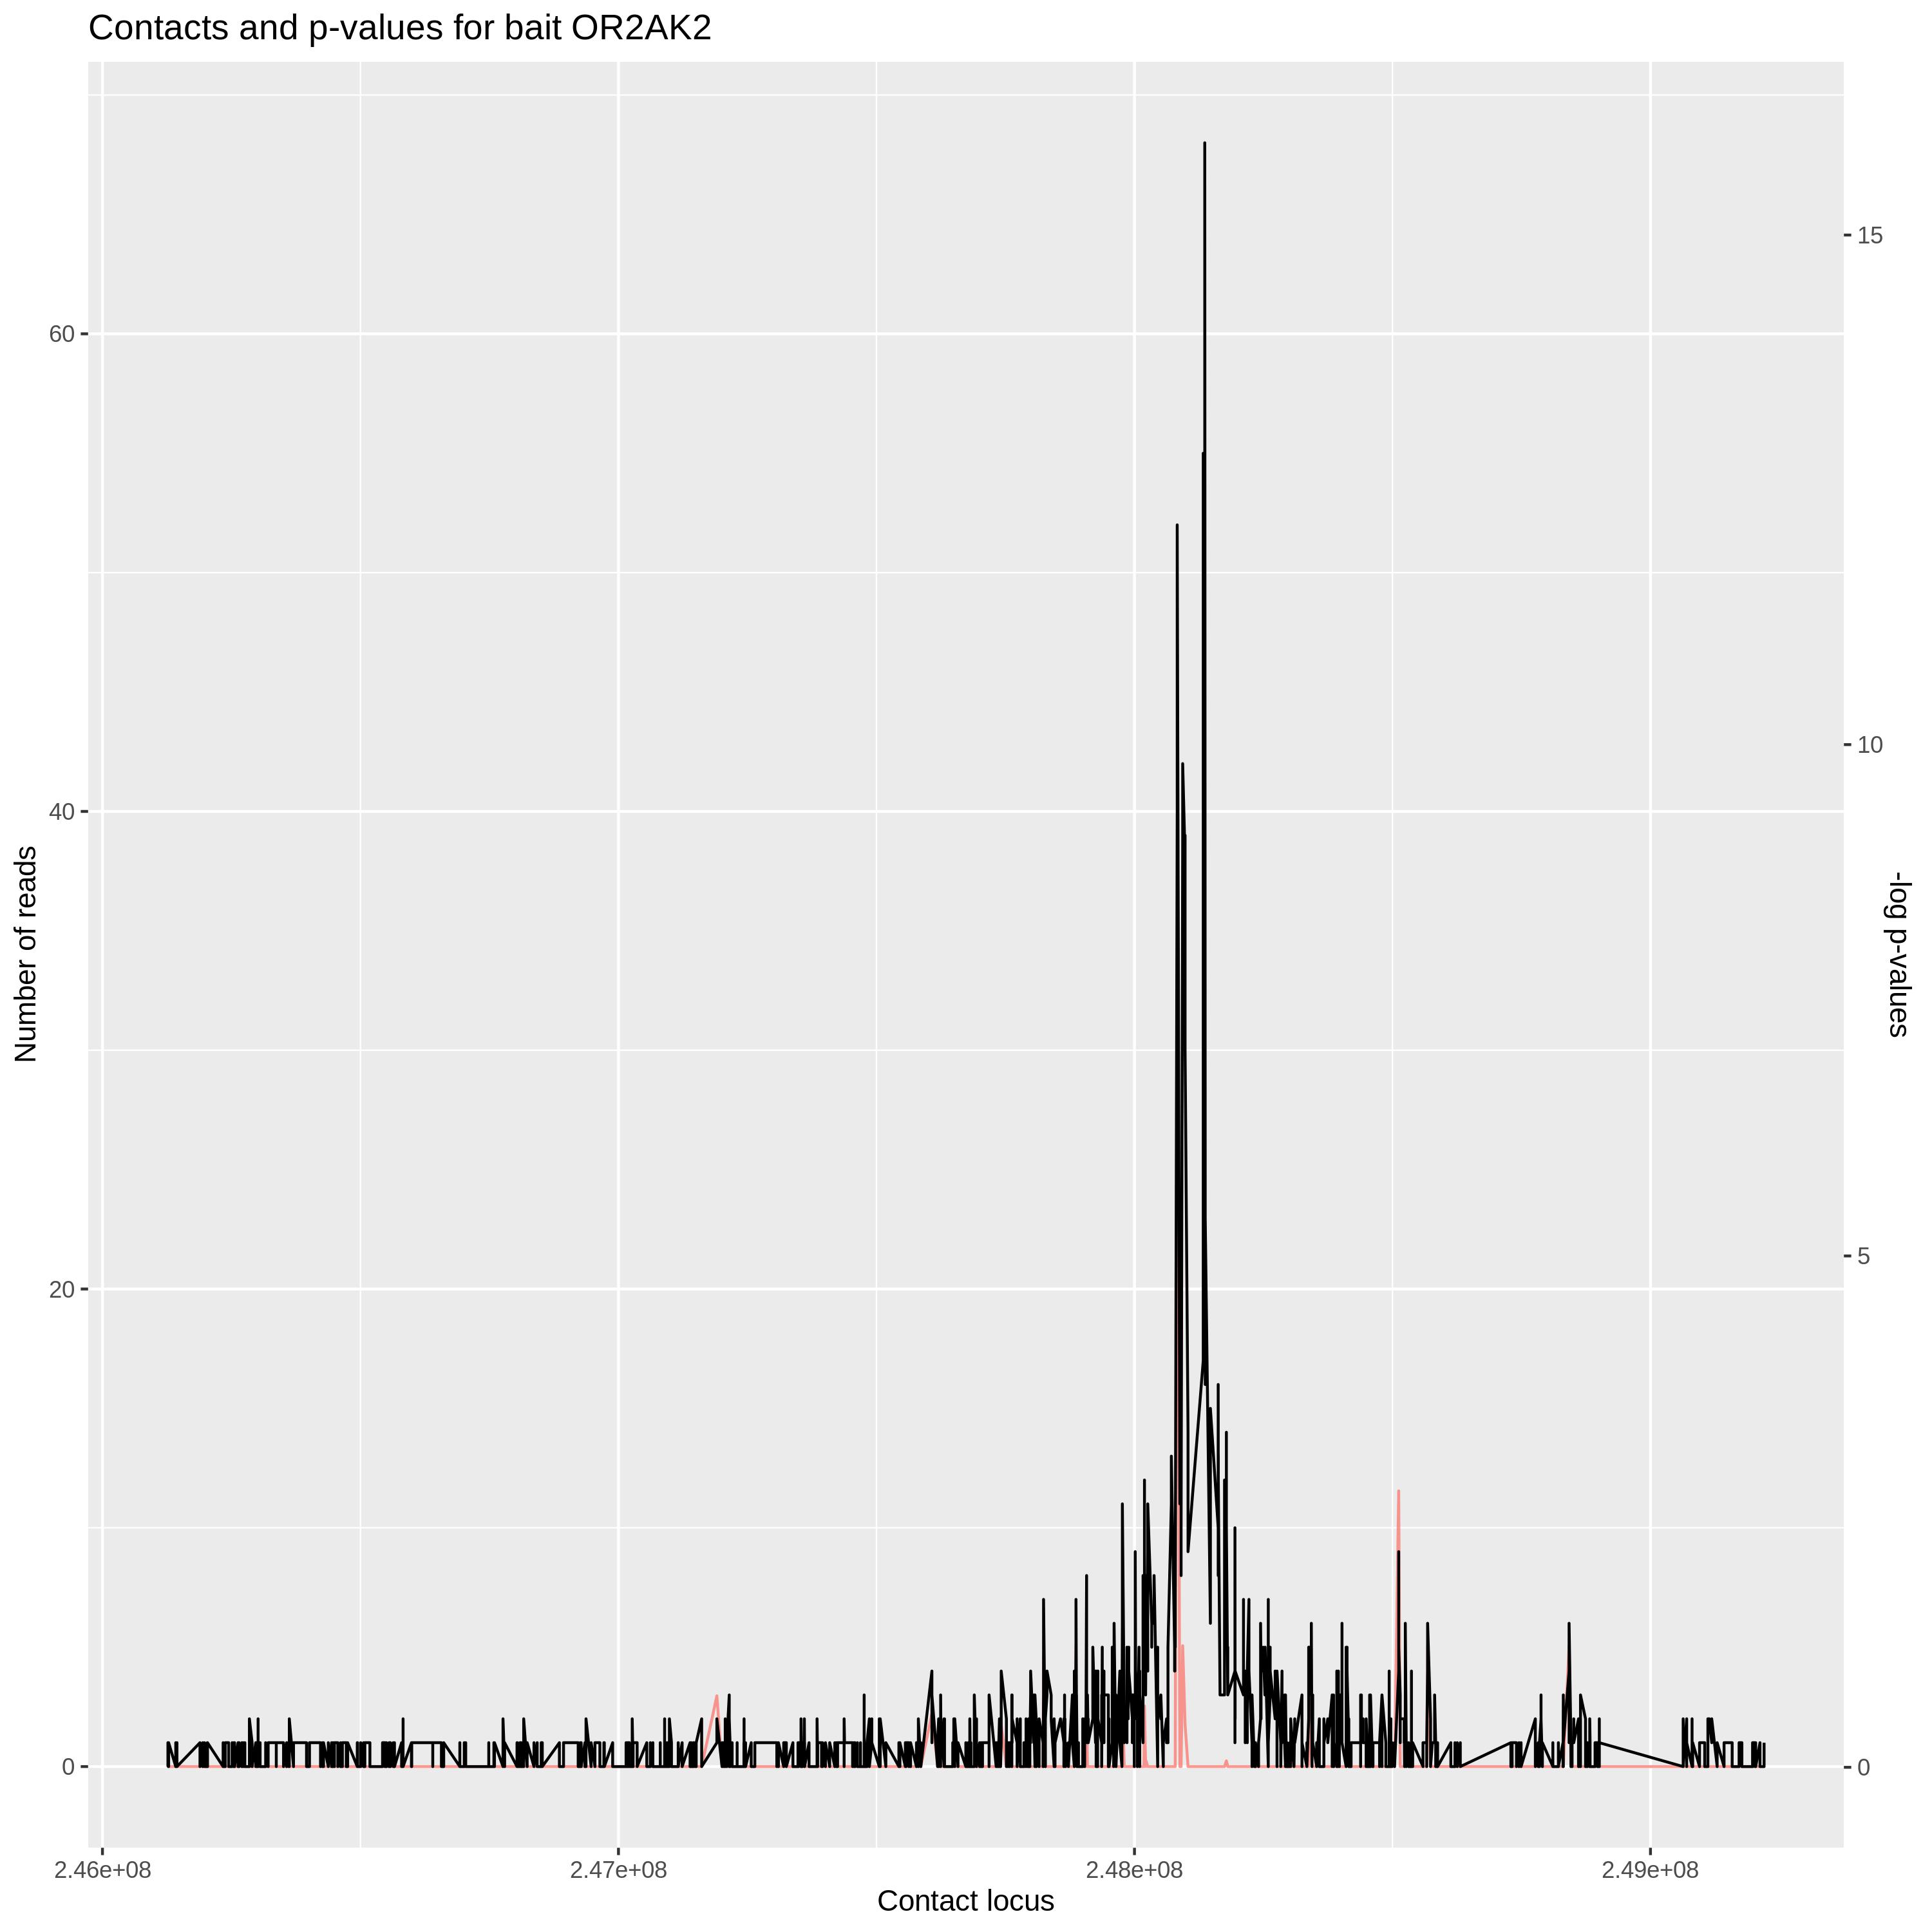 Contacts and p-values for bait OR2AK2
60
40
20
0
Number of reads
15
10
5
0
-log p-values
2.46e+08 2.47e+08 2.48e+08 2.49e+08
Contact locus